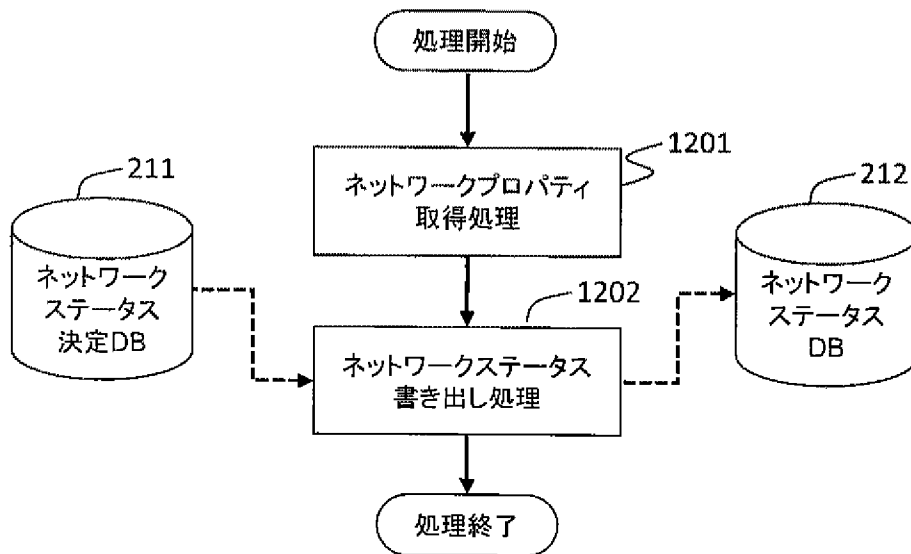 処理開始
1201
ネットワークプロパティ
取得処理
211
ネットワーク
ステータス
決定DB
212
ネットワーク
ステータス
DB
1202
ネットワークステータス
書き出し処理
処理終了